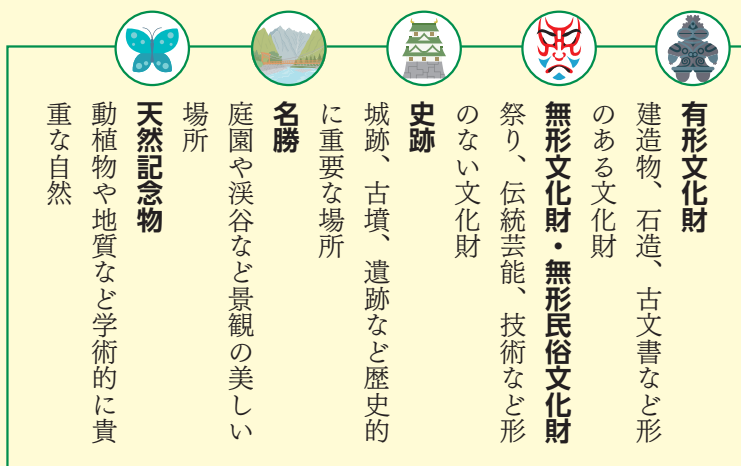 有形文化財
建造物、石造、古文書など形
のある文化財
無形文化財・無形民俗文化財
祭り、伝統芸能、技術など形
のない文化財
史跡
城跡、古墳、遺跡など歴史的
に重要な場所
名勝
庭園や渓谷など景観の美しい
場所
天然記念物
動植物や地質など学術的に貴
重な自然